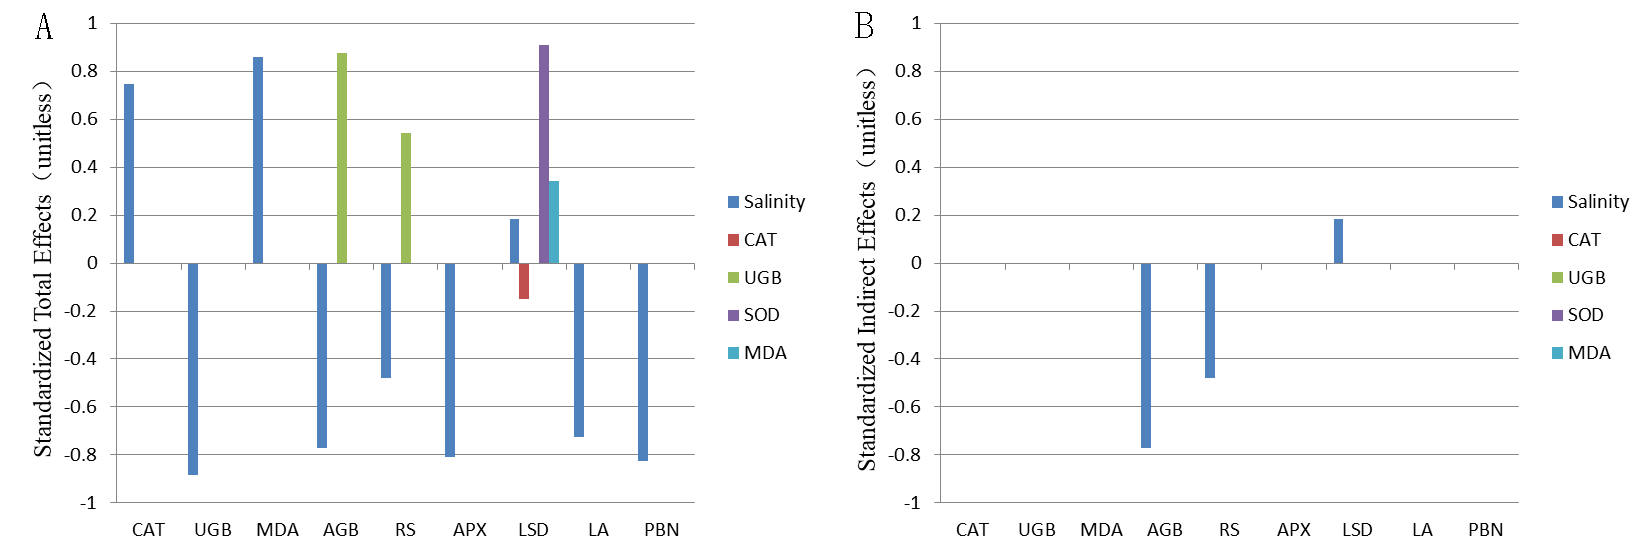 A
Standardized Total Effects (unitless)
1
0.8
0.6
0.4
0.2
0
-0.2
-0.4
-0.6
-0.8
-1
CAT UGB MDA AGB RS APX LSD LA PBN
Salinity
CAT
UGB
SOD
MDA
B
Standardized Indirect Effects (unitless)
1
0.8
0.6
0.4
0.2
0
-0.2
-0.4
-0.6
-0.8
-1
CAT UGB MDA AGB RS APX LSD LA PBN
Salinity
CAT
UGB
SOD
MDA